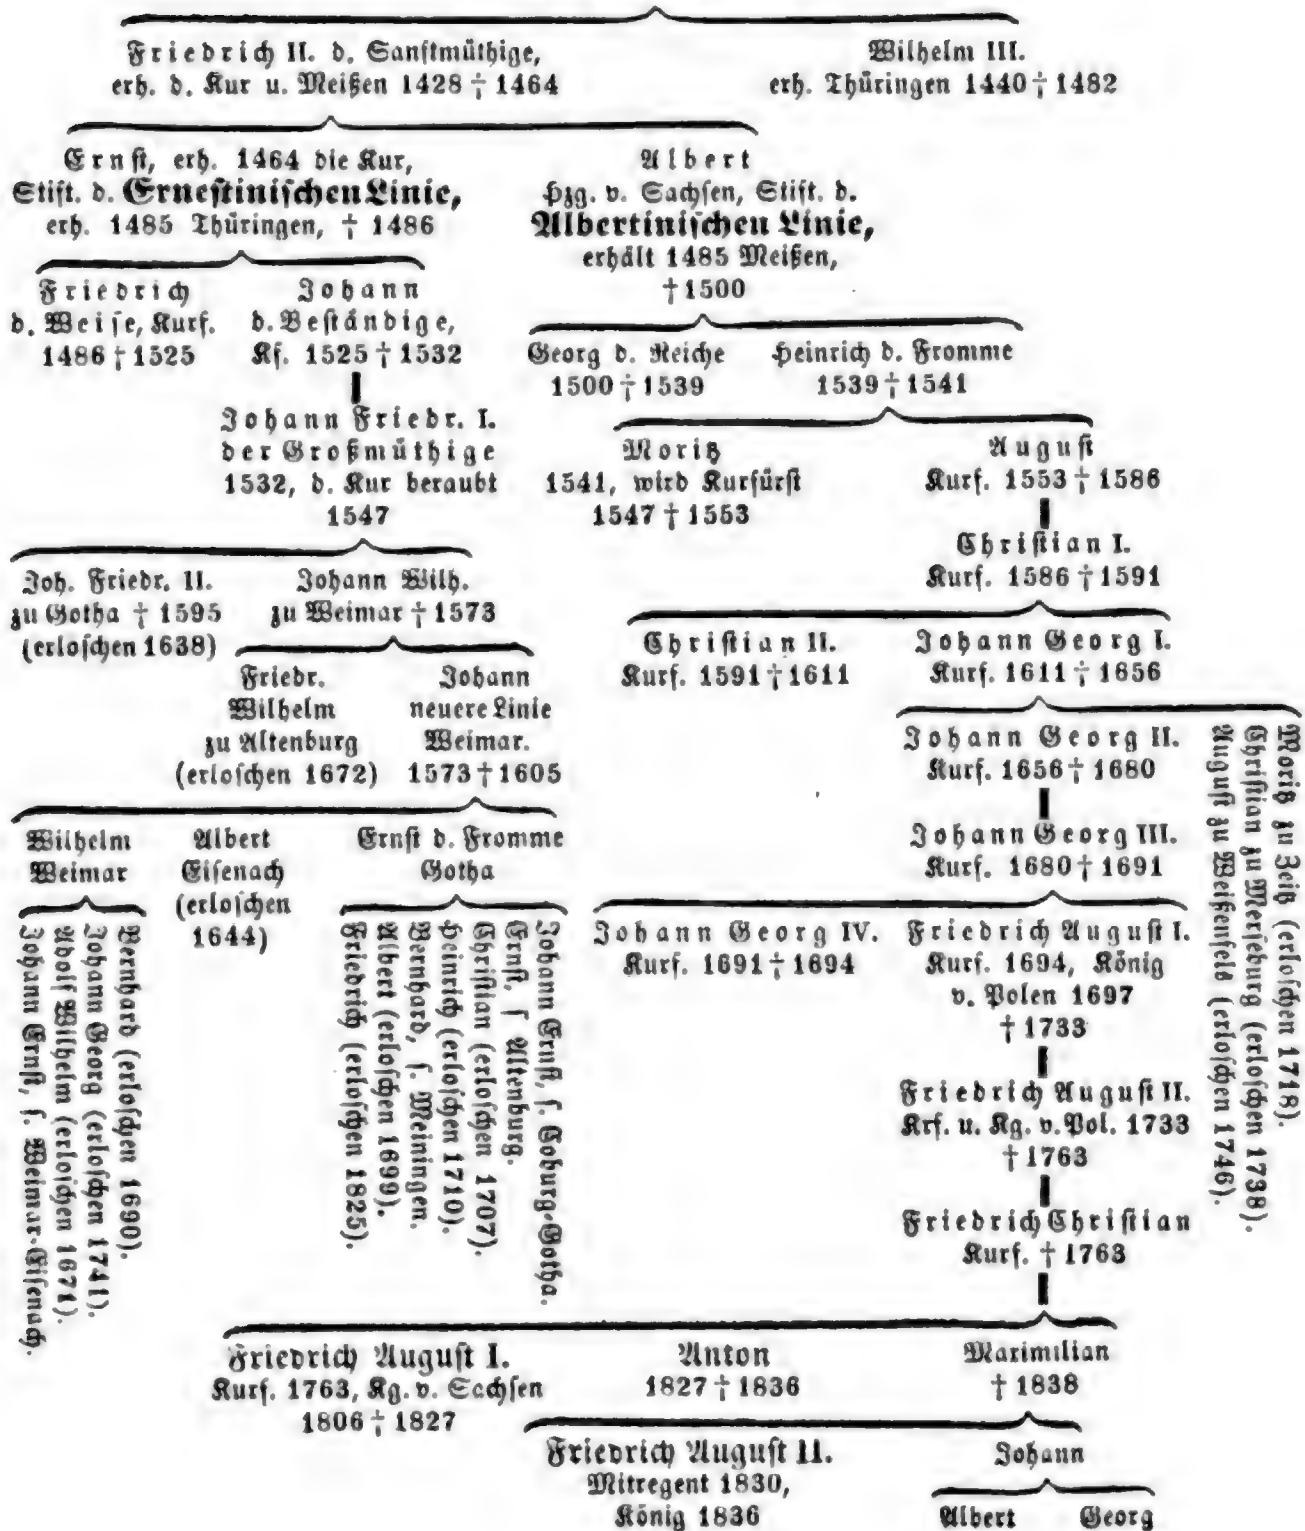 Friedrich II. d. Sanftmüthige,
erh. d. Kur u. Meißen 1428 † 1464
Wilhelm III.
erh. Thüringen 1440 † 1482
Ernst, erh. 1464 die Kur,
Stift. d. Ernestinischen Linie,
erh. 1485 Thüringen, † 1486
Albert
Hzg. v. Sachsen, Stift. d.
Albertinischen Linie,
erhält 1485 Meißen,
† 1500
Friedrich
d. Weise, Kurf.
1486 † 1525
Johann
d. Beständige,
Kf. 1525 † 1532
Georg d. Reiche
1500 † 1539
Heinrich d. Fromme
1539 † 1541
Johann Friedr. I.
der Großmüthige
1532, d. Kur beraubt
1547
Moritz
1541, wird Kurfürst
1547 † 1553
August
Kurf. 1553 † 1586
Christian I.
Kurf. 1586 † 1591
Joh. Friedr. II.
zu Gotha † 1595
(erloschen 1638)
Johann Wilh.
zu Weimar † 1573
Christian II.
Kurf. 1591 † 1611
Johann Georg I.
Kurf. 1611 † 1656
Friedr.
Wilhelm
zu Altenburg
(erloschen 1672)
Johann
neuere Linie
Weimar.
1573 † 1605
Johann Georg II.
Kurf. 1656 † 1680
Moritz zu Zeitz (erloschen 1718).
Christian zu Merseburg (erloschen 1738)
August zu Weißenfels (erloschen 1746).
Johann Georg III.
Kurf. 1680 † 1691
Wilhelm
Weimar
Albert
Eisenach
(erloschen
1644)
Ernst d. Fromme
Gotha
Bernhard (erloschen 1690).
Johann Georg (erloschen 1741).
Adolf Wilhelm (erloschen 1671).
Johann Ernst, s. Weimar-Eisenach.
Johann Ernst, s. Coburg-Gotha.
Ernst, s. Altenburg.
Christian (erloschen 1707).
Heinrich (erloschen 1710).
Bernhard, s. Meiningen.
Albert (erloschen 1699).
Friedrich (erloschen 1825).
Johann Georg IV.
Kurf. 1691 † 1694
Friedrich August I.
Kurf. 1694, König
v. Polen 1697
† 1733
Friedrich August II.
Krf. u. Kg. v. Pol. 1733
† 1763
Friedrich Christian
Kurf. † 1763
Friedrich August I.
Kurf. 1763, Kg. v. Sachsen
1806 † 1827
Anton
1827 † 1836
Maximilian
† 1838
Friedrich August II.
Mitregent 1830,
König 1836
Johann
Albert Georg